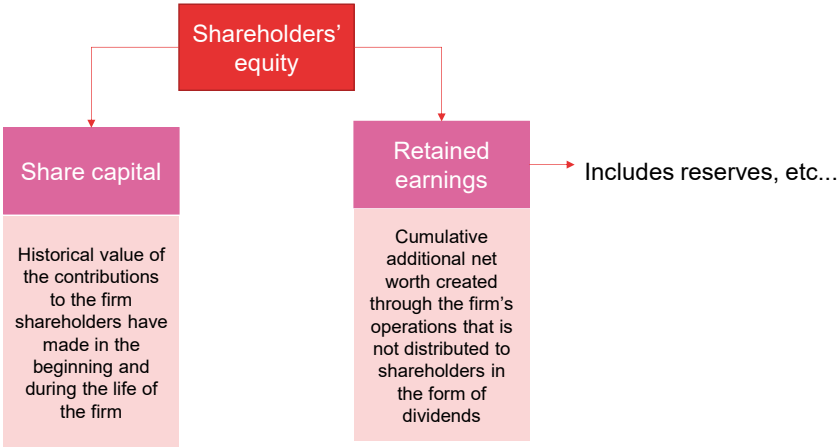 Shareholders'
equity
Share capital
Historical value of
the contributions
to the firm
shareholders have
made in the
beginning and
during the life of
the firm
Retained
earnings
Cumulative
additional net
worth created
through the firm's
operations that is
not distributed to
shareholders in
the form of
dividends
Includes reserves, etc...